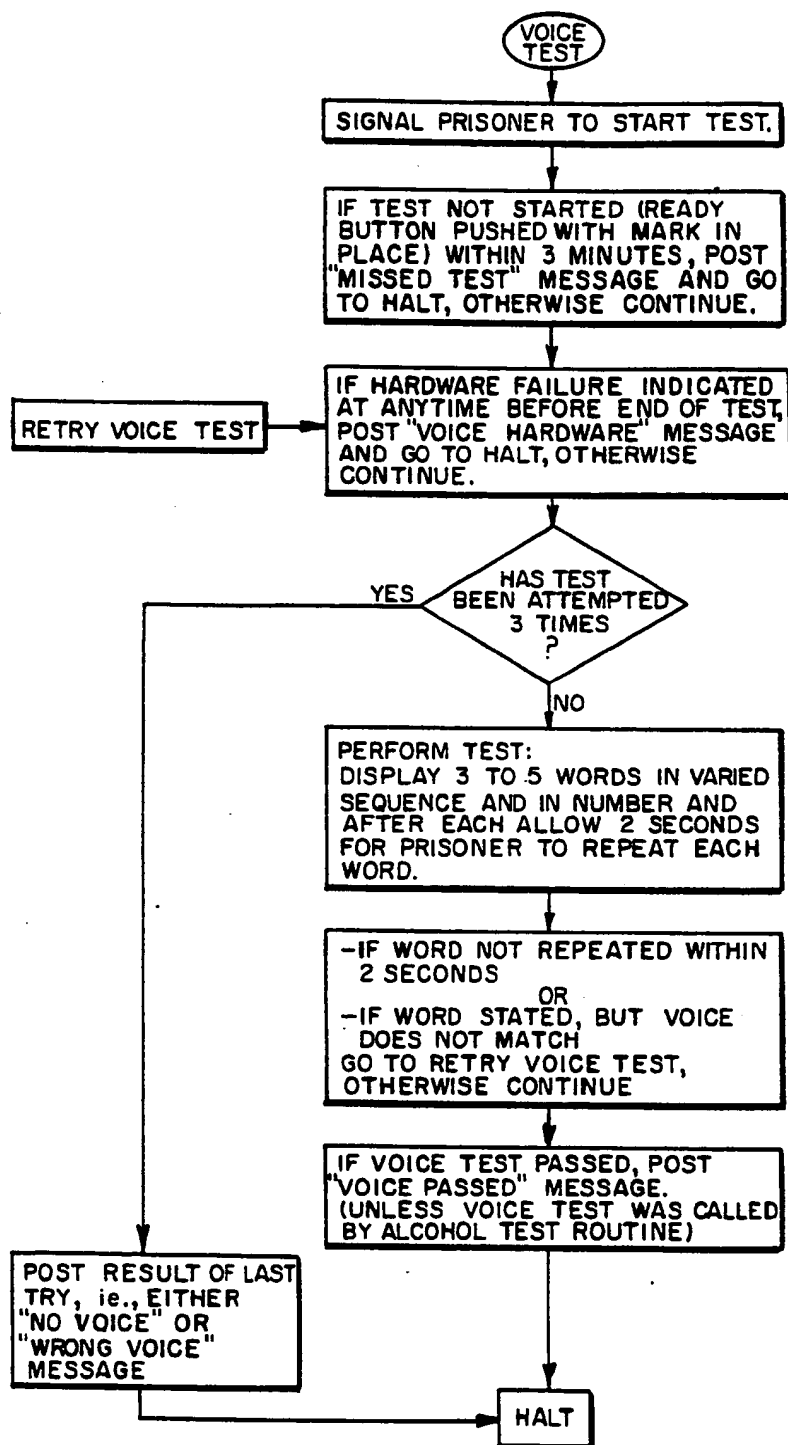 VOICE
TEST
SIGNAL PRISONER TO START TEST.
IF TEST NOT STARTED (READY
BUTTON PUSHED WITH MARK IN
PLACE) WITHIN 3 MINUTES, POST
"MISSED TEST" MESSAGE AND GO
TO HALT, OTHERWISE CONTINUE.
RETRY VOICE TEST
IF HARDWARE FAILURE INDICATED
AT ANYTIME BEFORE END OF TEST,
POST "VOICE HARDWARE" MESSAGE
AND GO TO HALT, OTHERWISE
CONTINUE.
YES
HAS TEST
BEEN ATTEMPTED
3 TIMES
?
NO
PERFORM TEST:
DISPLAY 3 TO 5 WORDS IN VARIED
SEQUENCE AND IN NUMBER AND
AFTER EACH ALLOW 2 SECONDS
FOR PRISONER TO REPEAT EACH
WORD.
-IF WORD NOT REPEATED WITHIN
2 SECONDS
OR
-IF WORD STATED, BUT VOICE
DOES NOT MATCH
GO TO RETRY VOICE TEST,
OTHERWISE CONTINUE
IF VOICE TEST PASSED, POST
"VOICE PASSED" MESSAGE.
(UNLESS VOICE TEST WAS CALLED
BY ALCOHOL TEST ROUTINE)
POST RESULT OF LAST
TRY, ie., EITHER
"NO VOICE" OR
"WRONG VOICE"
MESSAGE
HALT